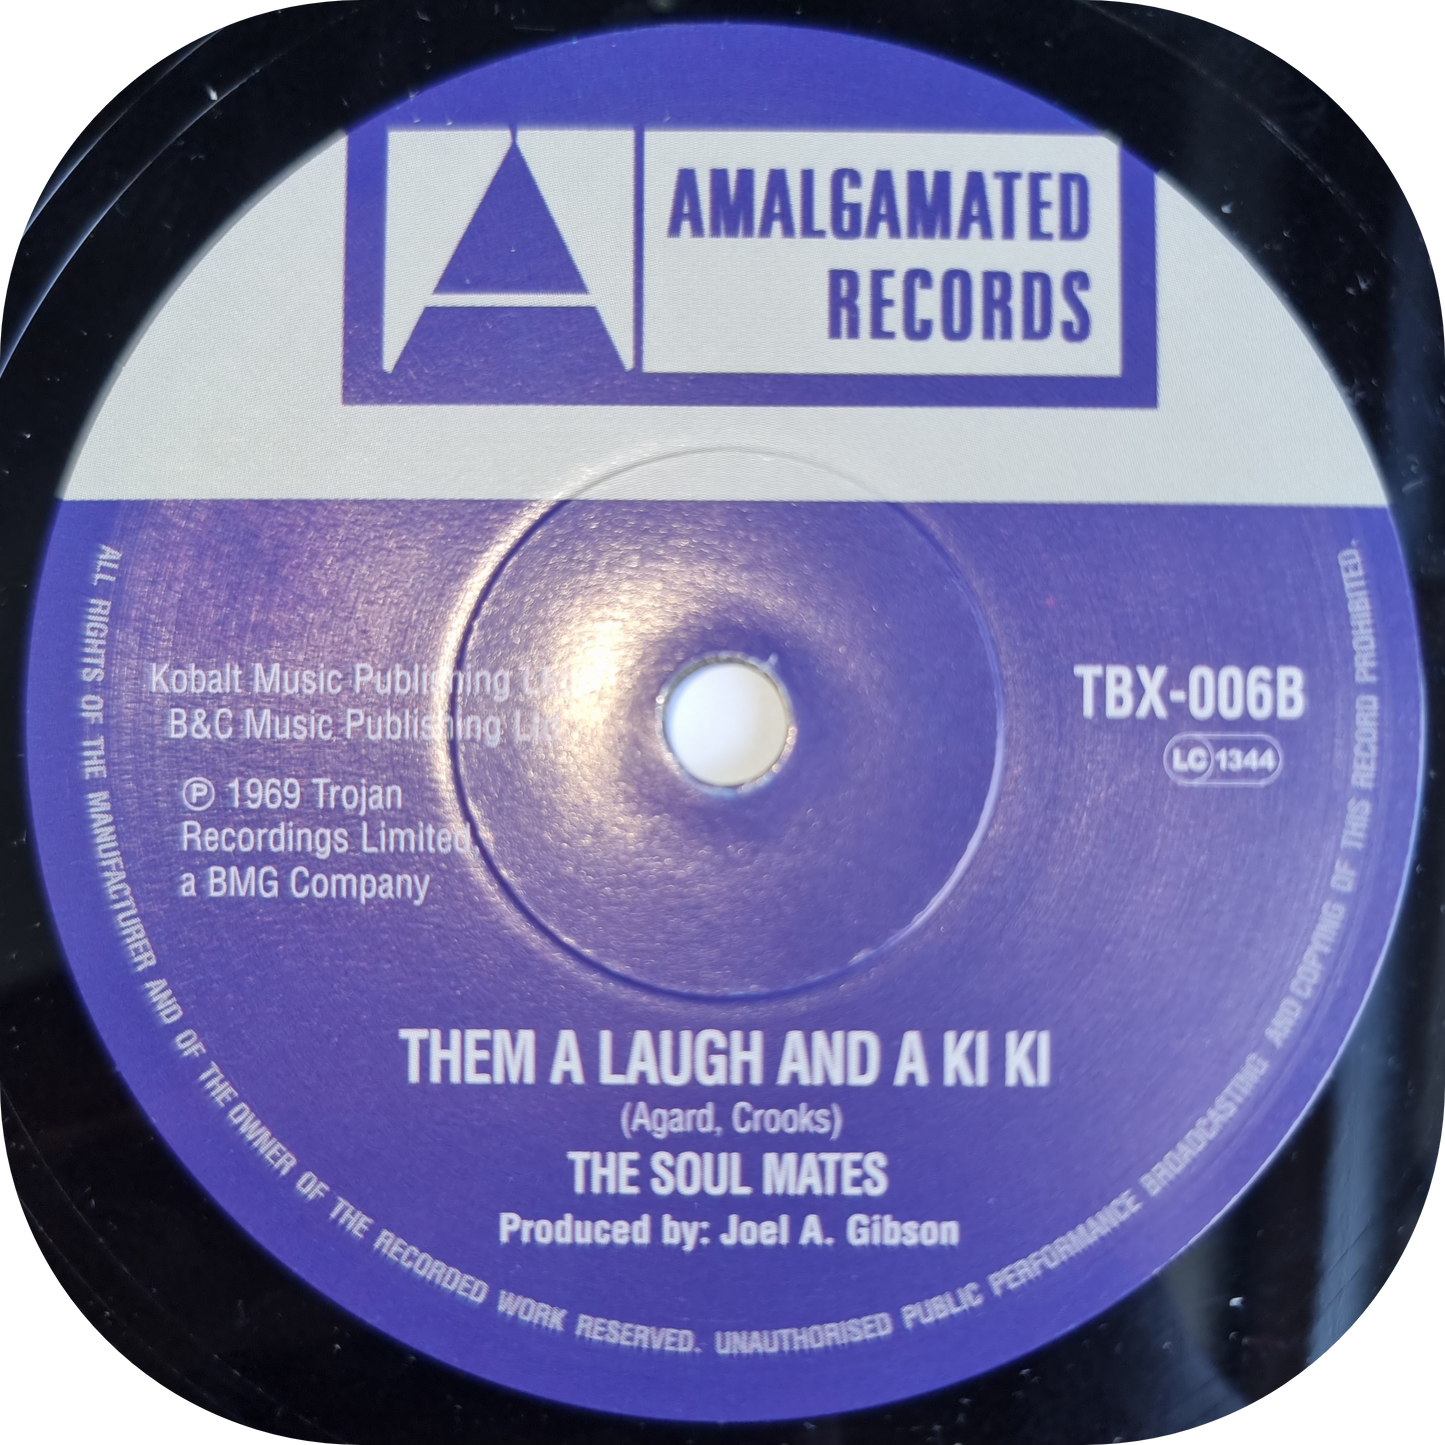 A
AMALGAMATED
RECORDS
Kobalt Music Publishing
B&C Music Publishing Ltd
℗ 1969 Trojan
Recordings Limited,
a BMG Company
TBX-006B
LC 1344
THEM A LAUGH AND A KI KI
(Agard, Crooks)
THE SOUL MATES
Produced by: Joel A. Gibson
ALL RIGHTS OF THE MANUFACTURER AND OF THE OWNER OF THE RECORDED WORK RESERVED. UNAUTHORISED PUBLIC PERFORMANCE BROADCASTING AND COPYING OF THIS RECORD PROHIBITED.